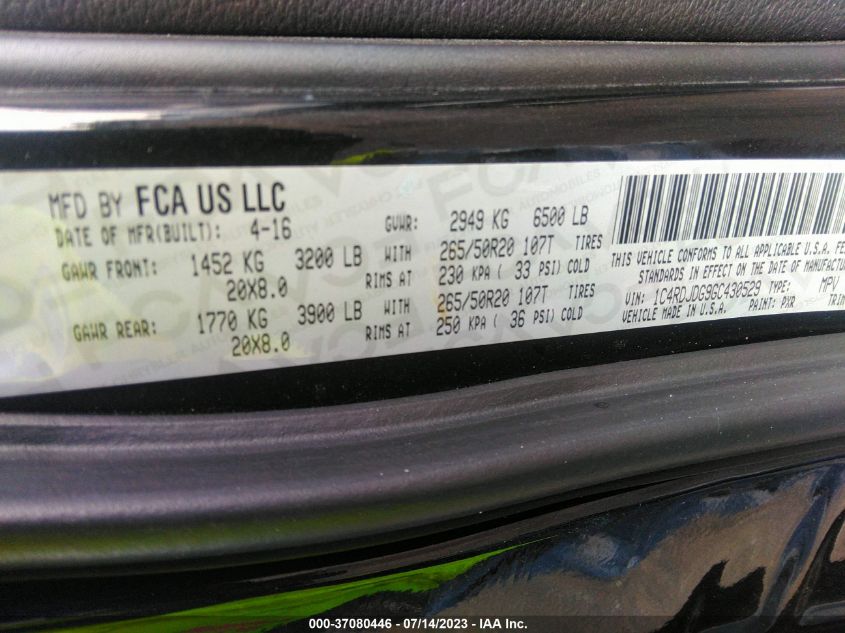 MFD BY FCA US LLC
DATE OF MFR(BUILT): 4-16 GVWR: 2949 KG 6500 LB
GAWR FRONT: 1452 KG 3200 LB WITH 265/50R20 107T TIRES
20X8.0 RIMS AT 230 KPA ( 33 PSI) COLD
GAWR REAR: 1770 KG 3900 LB WITH 265/50R20 107T TIRES
20X8.0 RIMS AT 250 KPA ( 36 PSI) COLD
THIS VEHICLE CONFORMS TO ALL APPLICABLE U.S.A. FE
STANDARDS IN EFFECT ON THE DATE OF MANUFACTUR
VIN: 1C4RDJDG9GC430529 TYPE: MPV
VEHICLE MADE IN U.S.A. PAINT: PXR TRIM
000-37080446 - 07/14/2023 - IAA Inc.